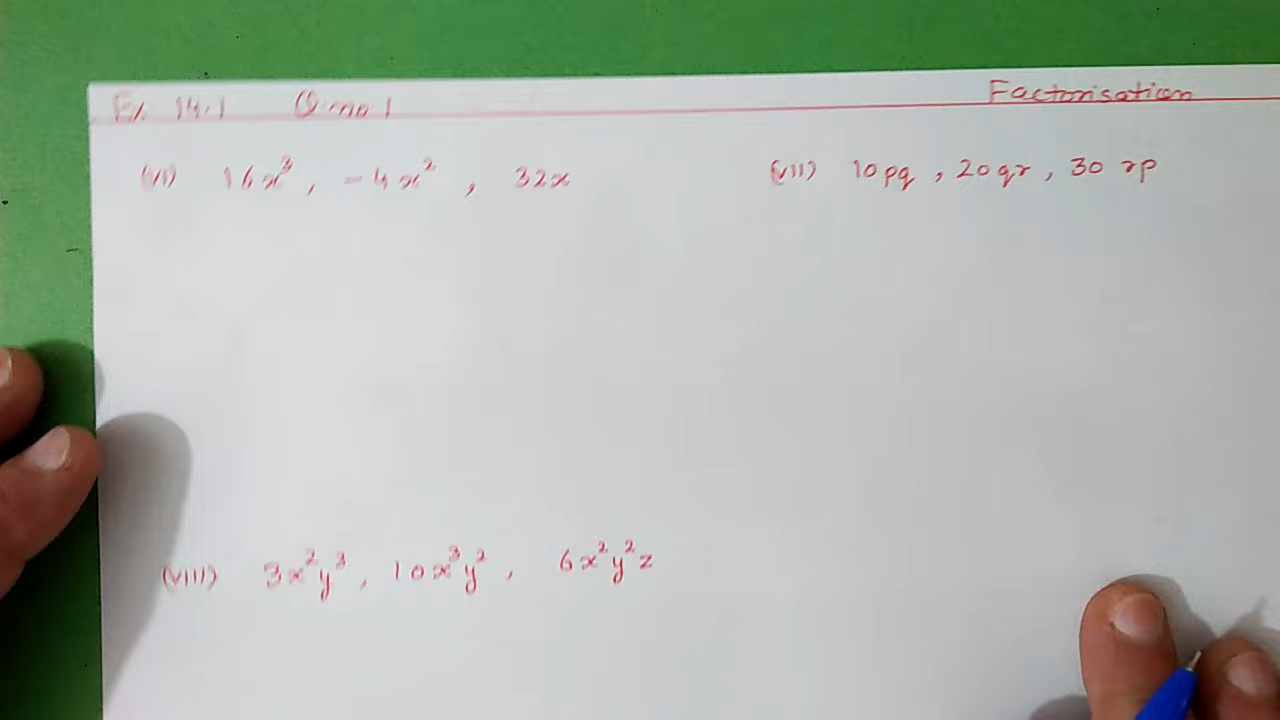 Ex 14.1 Q.no 1 Factorisation
(vi) 16x³, -4x², 32x (vii) 10pq, 20qr, 30 rp
(viii) 3x²y³, 10x³y², 6x²y²z